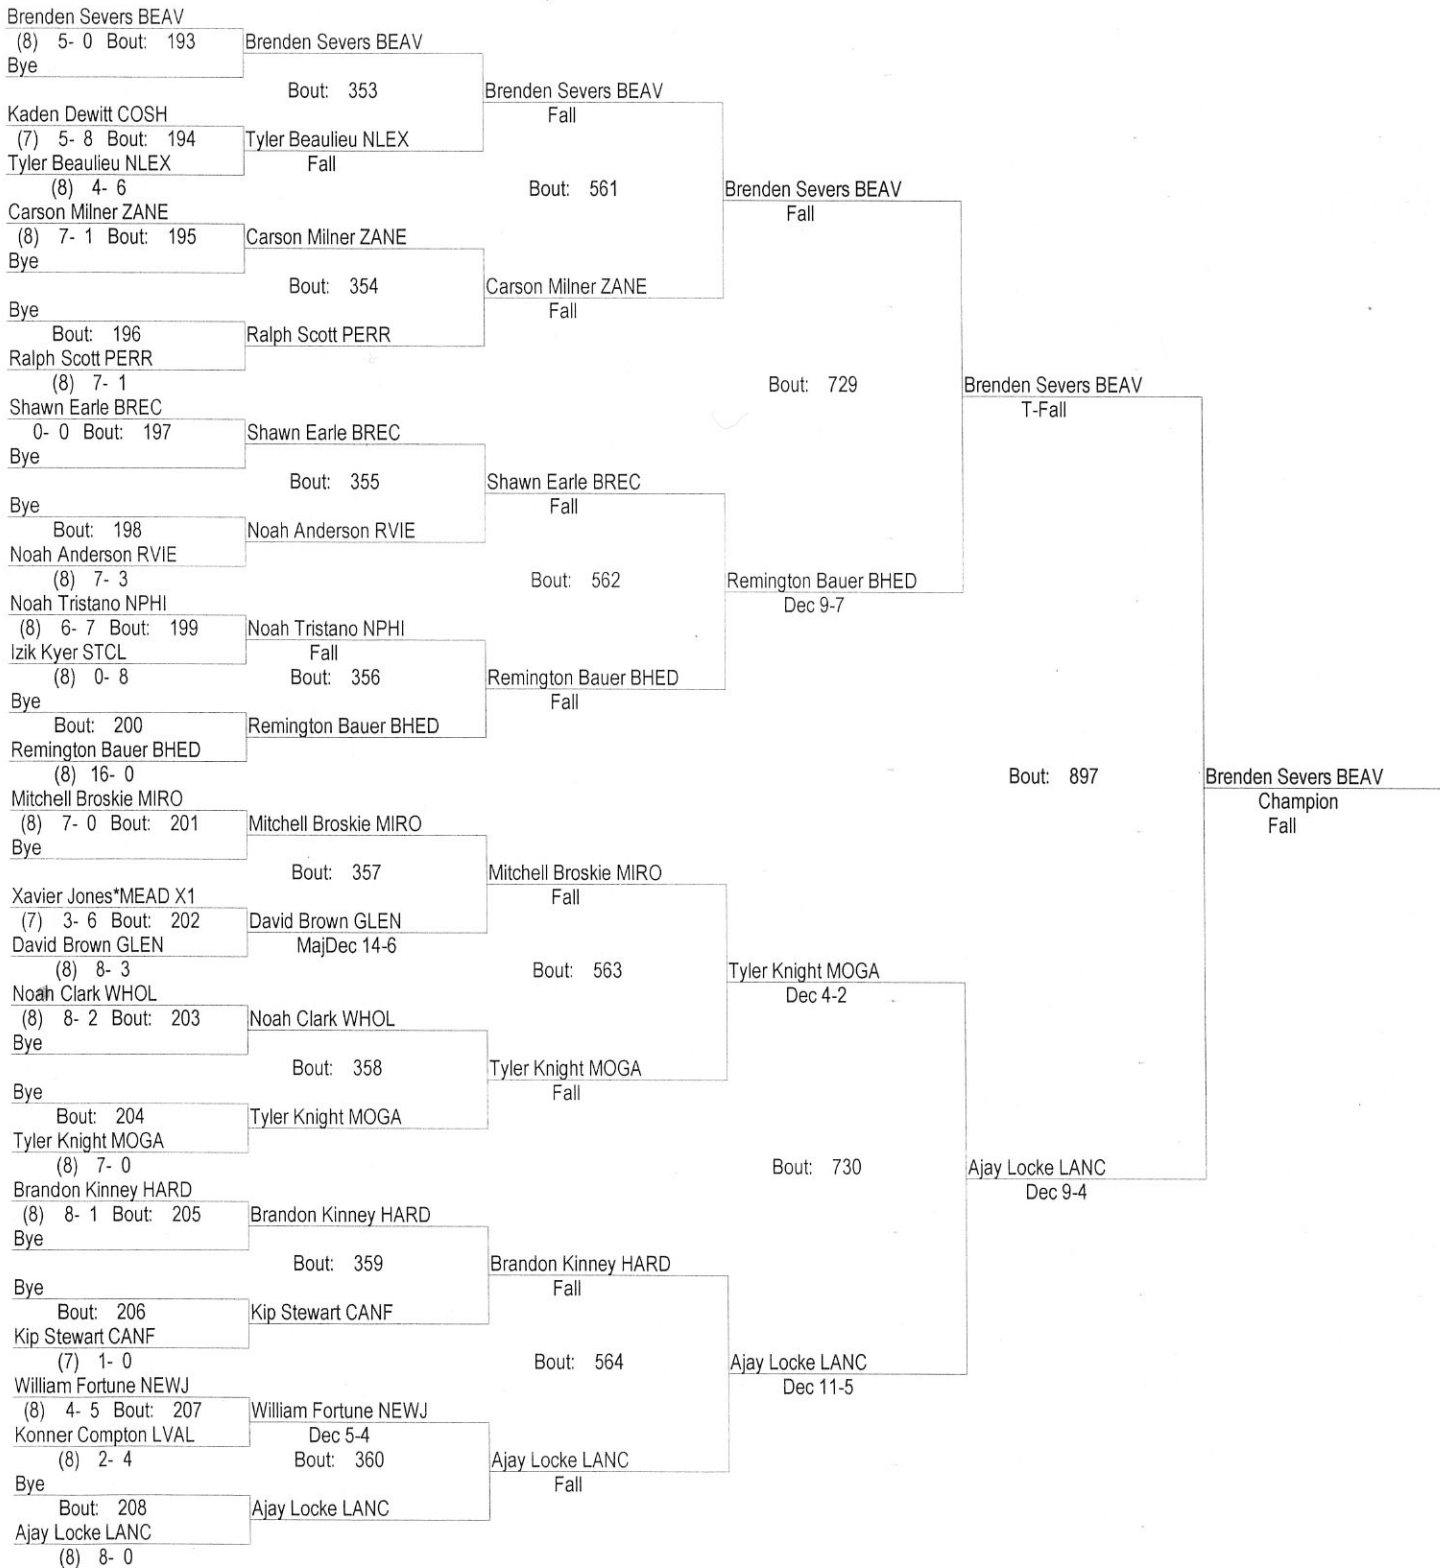 Brenden Severs BEAV
(8) 5- 0 Bout: 193
Bye
Brenden Severs BEAV
Bout: 353
Kaden Dewitt COSH
(7) 5- 8 Bout: 194
Tyler Beaulieu NLEX
(8) 4- 6
Tyler Beaulieu NLEX
Fall
Brenden Severs BEAV
Fall
Bout: 561
Carson Milner ZANE
(8) 7- 1 Bout: 195
Bye
Carson Milner ZANE
Bout: 354
Bye
Bout: 196
Ralph Scott PERR
(8) 7- 1
Ralph Scott PERR
Carson Milner ZANE
Fall
Brenden Severs BEAV
Fall
Bout: 729
Shawn Earle BREC
0- 0 Bout: 197
Bye
Shawn Earle BREC
Bout: 355
Bye
Bout: 198
Noah Anderson RVIE
(8) 7- 3
Noah Anderson RVIE
Shawn Earle BREC
Fall
Bout: 562
Noah Tristano NPHI
(8) 6- 7 Bout: 199
Izik Kyer STCL
(8) 0- 8
Noah Tristano NPHI
Fall
Bout: 356
Bye
Bout: 200
Remington Bauer BHED
(8) 16- 0
Remington Bauer BHED
Remington Bauer BHED
Fall
Remington Bauer BHED
Dec 9-7
Brenden Severs BEAV
T-Fall
Bout: 897
Mitchell Broskie MIRO
(8) 7- 0 Bout: 201
Bye
Mitchell Broskie MIRO
Bout: 357
Xavier Jones*MEAD X1
(7) 3- 6 Bout: 202
David Brown GLEN
(8) 8- 3
David Brown GLEN
MajDec 14-6
Mitchell Broskie MIRO
Fall
Bout: 563
Noah Clark WHOL
(8) 8- 2 Bout: 203
Bye
Noah Clark WHOL
Bout: 358
Bye
Bout: 204
Tyler Knight MOGA
(8) 7- 0
Tyler Knight MOGA
Tyler Knight MOGA
Fall
Tyler Knight MOGA
Dec 4-2
Bout: 730
Brandon Kinney HARD
(8) 8- 1 Bout: 205
Bye
Brandon Kinney HARD
Bout: 359
Bye
Bout: 206
Kip Stewart CANF
(7) 1- 0
Kip Stewart CANF
Brandon Kinney HARD
Fall
Bout: 564
William Fortune NEWJ
(8) 4- 5 Bout: 207
Konner Compton LVAL
(8) 2- 4
William Fortune NEWJ
Dec 5-4
Bout: 360
Bye
Bout: 208
Ajay Locke LANC
(8) 8- 0
Ajay Locke LANC
Ajay Locke LANC
Fall
Ajay Locke LANC
Dec 11-5
Ajay Locke LANC
Dec 9-4
Brenden Severs BEAV
Champion
Fall